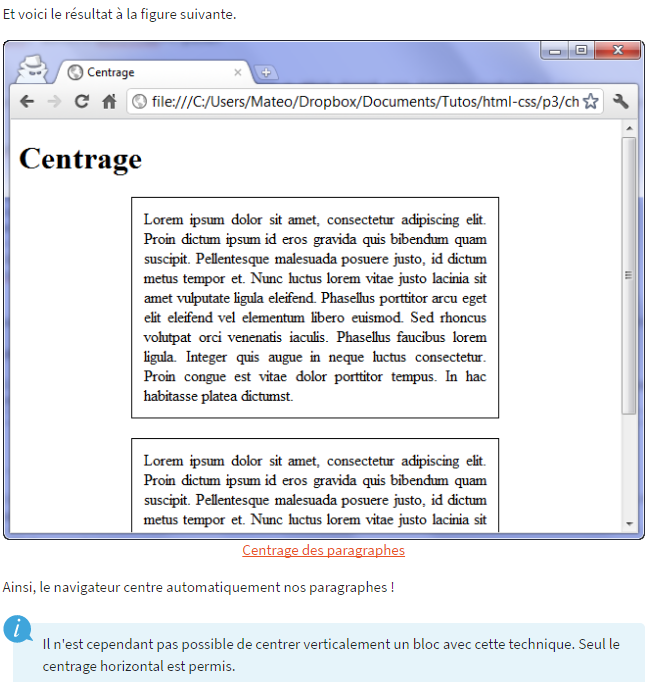 Et voici le résultat à la figure suivante.
Centrage
file:///C:/Users/Mateo/Dropbox/Documents/Tutos/html-css/p3/ch
Centrage
Lorem ipsum dolor sit amet, consectetur adipiscing elit.
Proin dictum ipsum id eros gravida quis bibendum quam
suscipit. Pellentesque malesuada posuere justo, id dictum
metus tempor et. Nunc luctus lorem vitae justo lacinia sit
amet vulputate ligula eleifend. Phasellus porttitor arcu eget
elit eleifend vel elementum libero euismod. Sed rhoncus
volutpat orci venenatis iaculis. Phasellus faucibus lorem
ligula. Integer quis augue in neque luctus consectetur.
Proin congue est vitae dolor porttitor tempus. In hac
habitasse platea dictumst.
Lorem ipsum dolor sit amet, consectetur adipiscing elit.
Proin dictum ipsum id eros gravida quis bibendum quam
suscipit. Pellentesque malesuada posuere justo, id dictum
metus tempor et. Nunc luctus lorem vitae justo lacinia sit
Centrage des paragraphes
Ainsi, le navigateur centre automatiquement nos paragraphes !
i
Il n'est cependant pas possible de centrer verticalement un bloc avec cette technique. Seul le
centrage horizontal est permis.